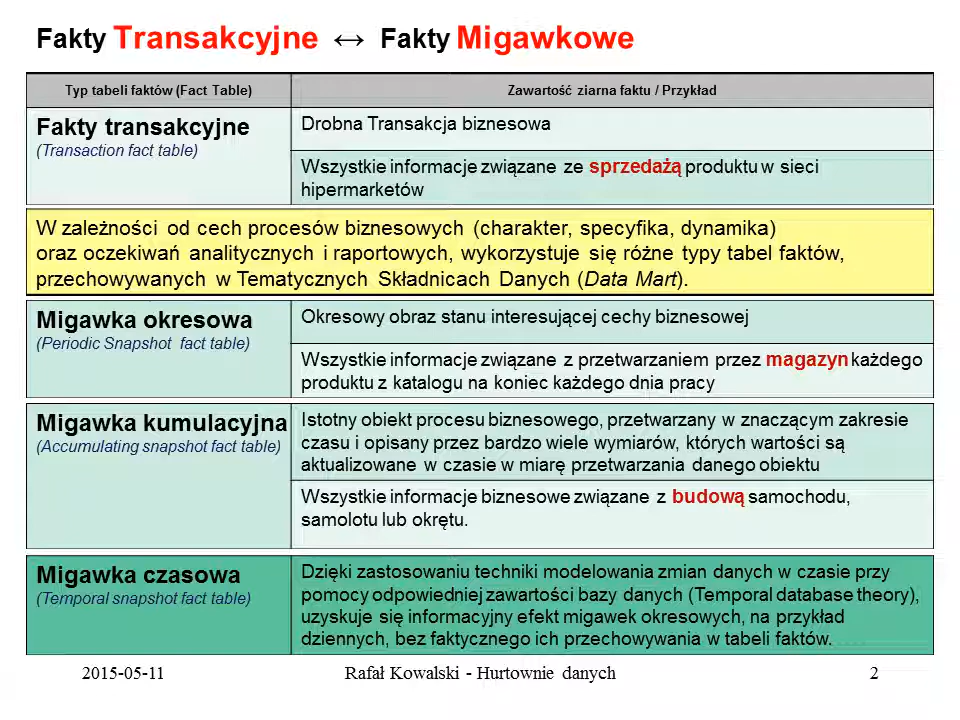 Fakty Transakcyjne ↔ Fakty Migawkowe
Typ tabeli faktów (Fact Table)
Zawartość ziarna faktu / Przykład
Fakty transakcyjne
(Transaction fact table)
Drobna Transakcja biznesowa
Wszystkie informacje związane ze sprzedażą produktu w sieci
hipermarketów
W zależności od cech procesów biznesowych (charakter, specyfika, dynamika)
oraz oczekiwań analitycznych i raportowych, wykorzystuje się różne typy tabel faktów,
przechowywanych w Tematycznych Składnicach Danych (Data Mart).
Migawka okresowa
(Periodic Snapshot fact table)
Okresowy obraz stanu interesującej cechy biznesowej
Wszystkie informacje związane z przetwarzaniem przez magazyn każdego
produktu z katalogu na koniec każdego dnia pracy
Migawka kumulacyjna
(Accumulating snapshot fact table)
Istotny obiekt procesu biznesowego, przetwarzany w znaczącym zakresie
czasu i opisany przez bardzo wiele wymiarów, których wartości są
aktualizowane w czasie w miarę przetwarzania danego obiektu
Wszystkie informacje biznesowe związane z budową samochodu,
samolotu lub okrętu.
Migawka czasowa
(Temporal snapshot fact table)
Dzięki zastosowaniu techniki modelowania zmian danych w czasie przy
pomocy odpowiedniej zawartości bazy danych (Temporal database theory),
uzyskuje się informacyjny efekt migawek okresowych, na przykład
dziennych, bez faktycznego ich przechowywania w tabeli faktów.
2015-05-11
Rafał Kowalski - Hurtownie danych
2